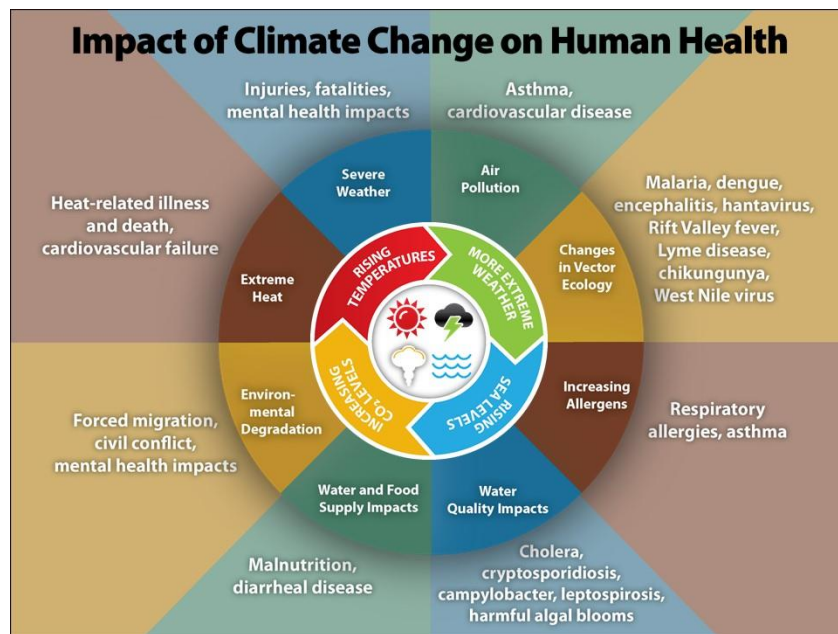 Impact of Climate Change on Human Health
Injuries, fatalities,
mental health impacts
Asthma,
cardiovascular disease
Severe
Weather
Air
Pollution
Heat-related illness
and death,
cardiovascular failure
Malaria, dengue,
encephalitis, hantavirus,
Rift Valley fever,
Lyme disease,
chikungunya,
West Nile virus
Extreme
Heat
Changes
in Vector
Ecology
RISING
TEMPERATURES
MORE EXTREME
WEATHER
INCREASING
CO₂ LEVELS
RISING
SEA LEVELS
Environ-
mental
Degradation
Increasing
Allergens
Forced migration,
civil conflict,
mental health impacts
Respiratory
allergies, asthma
Water and Food
Supply Impacts
Water
Quality Impacts
Malnutrition,
diarrheal disease
Cholera,
cryptosporidiosis,
campylobacter, leptospirosis,
harmful algal blooms